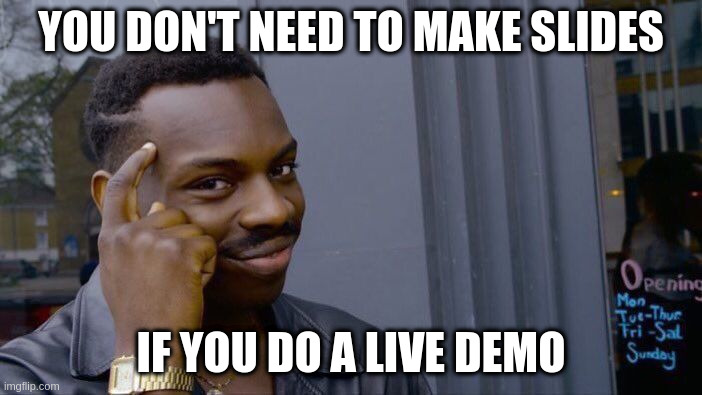 YOU DON'T NEED TO MAKE SLIDES
Opening
Mon
Tue-Thur
Fri-Sat
Sunday
IF YOU DO A LIVE DEMO
imgflip.com